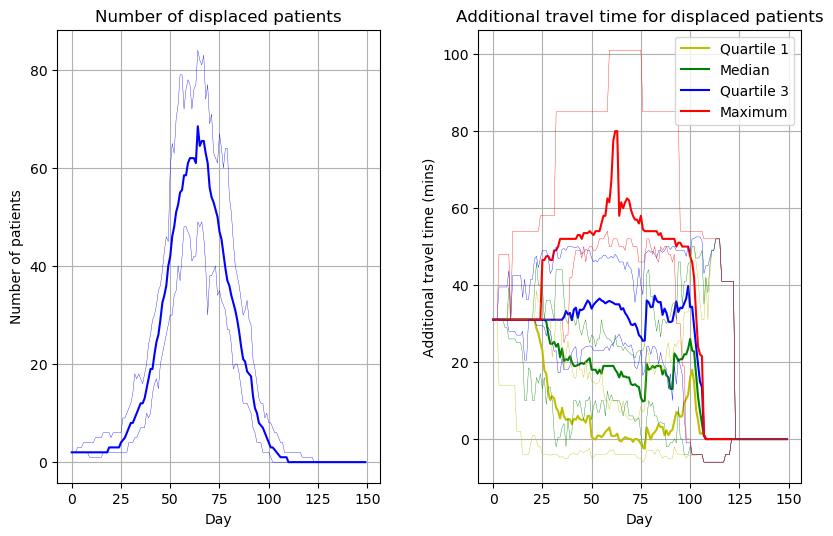 Number of displaced patients
Number of patients
80
60
40
20
0
0 25 50 75 100 125 150
Day
Additional travel time for displaced patients
Additional travel time (mins)
100
80
60
40
20
0
Quartile 1
Median
Quartile 3
Maximum
0 25 50 75 100 125 150
Day